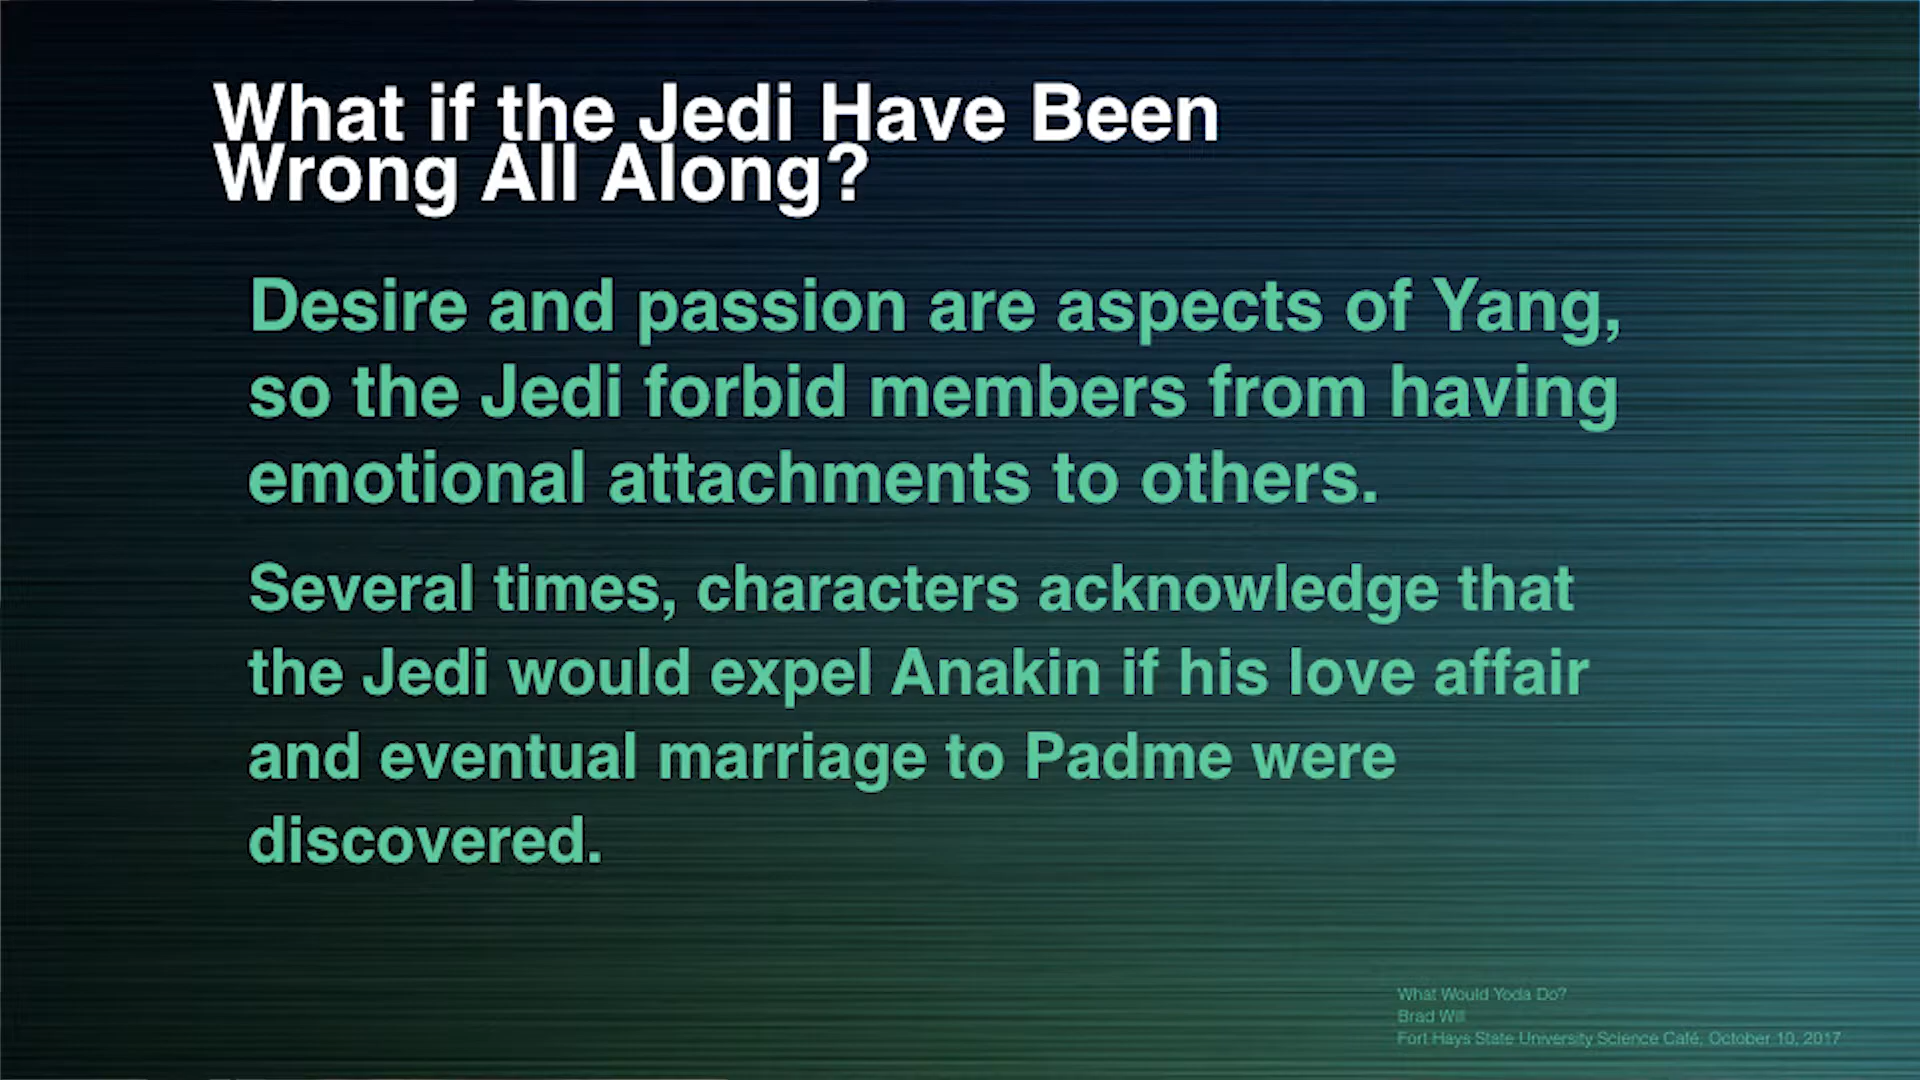 What if the Jedi Have Been
Wrong All Along?
Desire and passion are aspects of Yang,
so the Jedi forbid members from having
emotional attachments to others.
Several times, characters acknowledge that
the Jedi would expel Anakin if his love affair
and eventual marriage to Padme were
discovered.
What Would Yoda Do?
Brad Will
Fort Hays State University Science Café, October 10, 2017